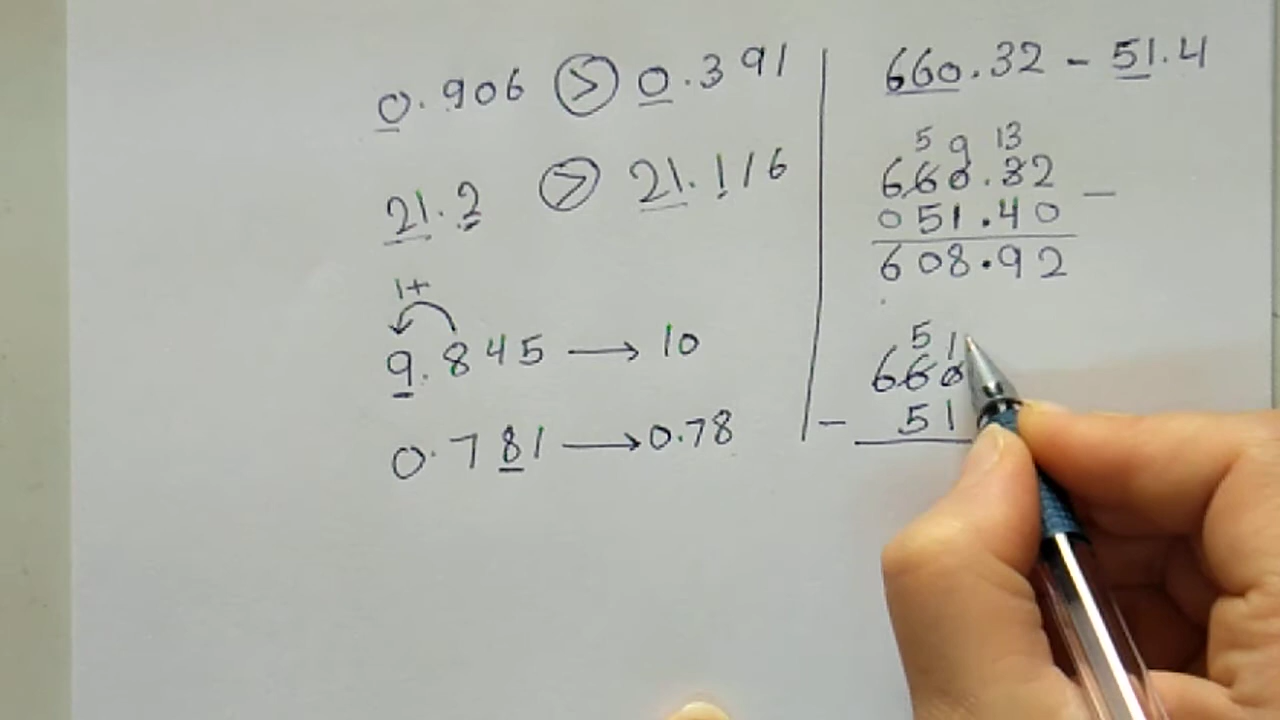 0.906 > 0.391
21.2 > 21.116
1+
9.845 → 10
0.781 → 0.78
660.32 - 51.4
5 9 13
660.32 -
051.40
608.92
5 1
660
- 51